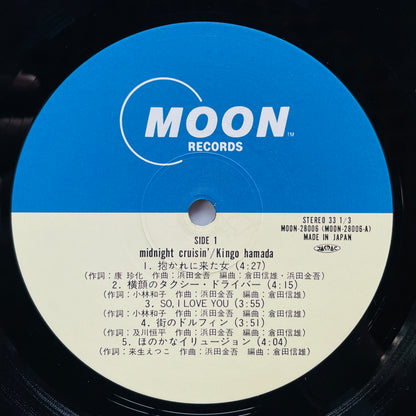 MOON
TM
RECORDS
STEREO 33 1/3
MOON-28006 (MOON-28006-A)
MADE IN JAPAN
JASRAC
SIDE 1
midnight cruisin'/Kingo hamada
1. 抱かれに来た女 (4:27)
(作詞：康 珍化　作曲：浜田金吾　編曲：倉田信雄・浜田金吾)
2. 横顔のタクシー・ドライバー (4:15)
(作詞：小林和子　作曲：浜田金吾　編曲：倉田信雄)
3. SO, I LOVE YOU (3:55)
(作詞：小林和子　作曲：浜田金吾　編曲：倉田信雄)
4. 街のドルフィン (3:51)
(作詞：及川恒平　作曲：浜田金吾　編曲：倉田信雄)
5. ほのかなイリュージョン (4:04)
(作詞：来生えつこ　作曲：浜田金吾　編曲：倉田信雄)